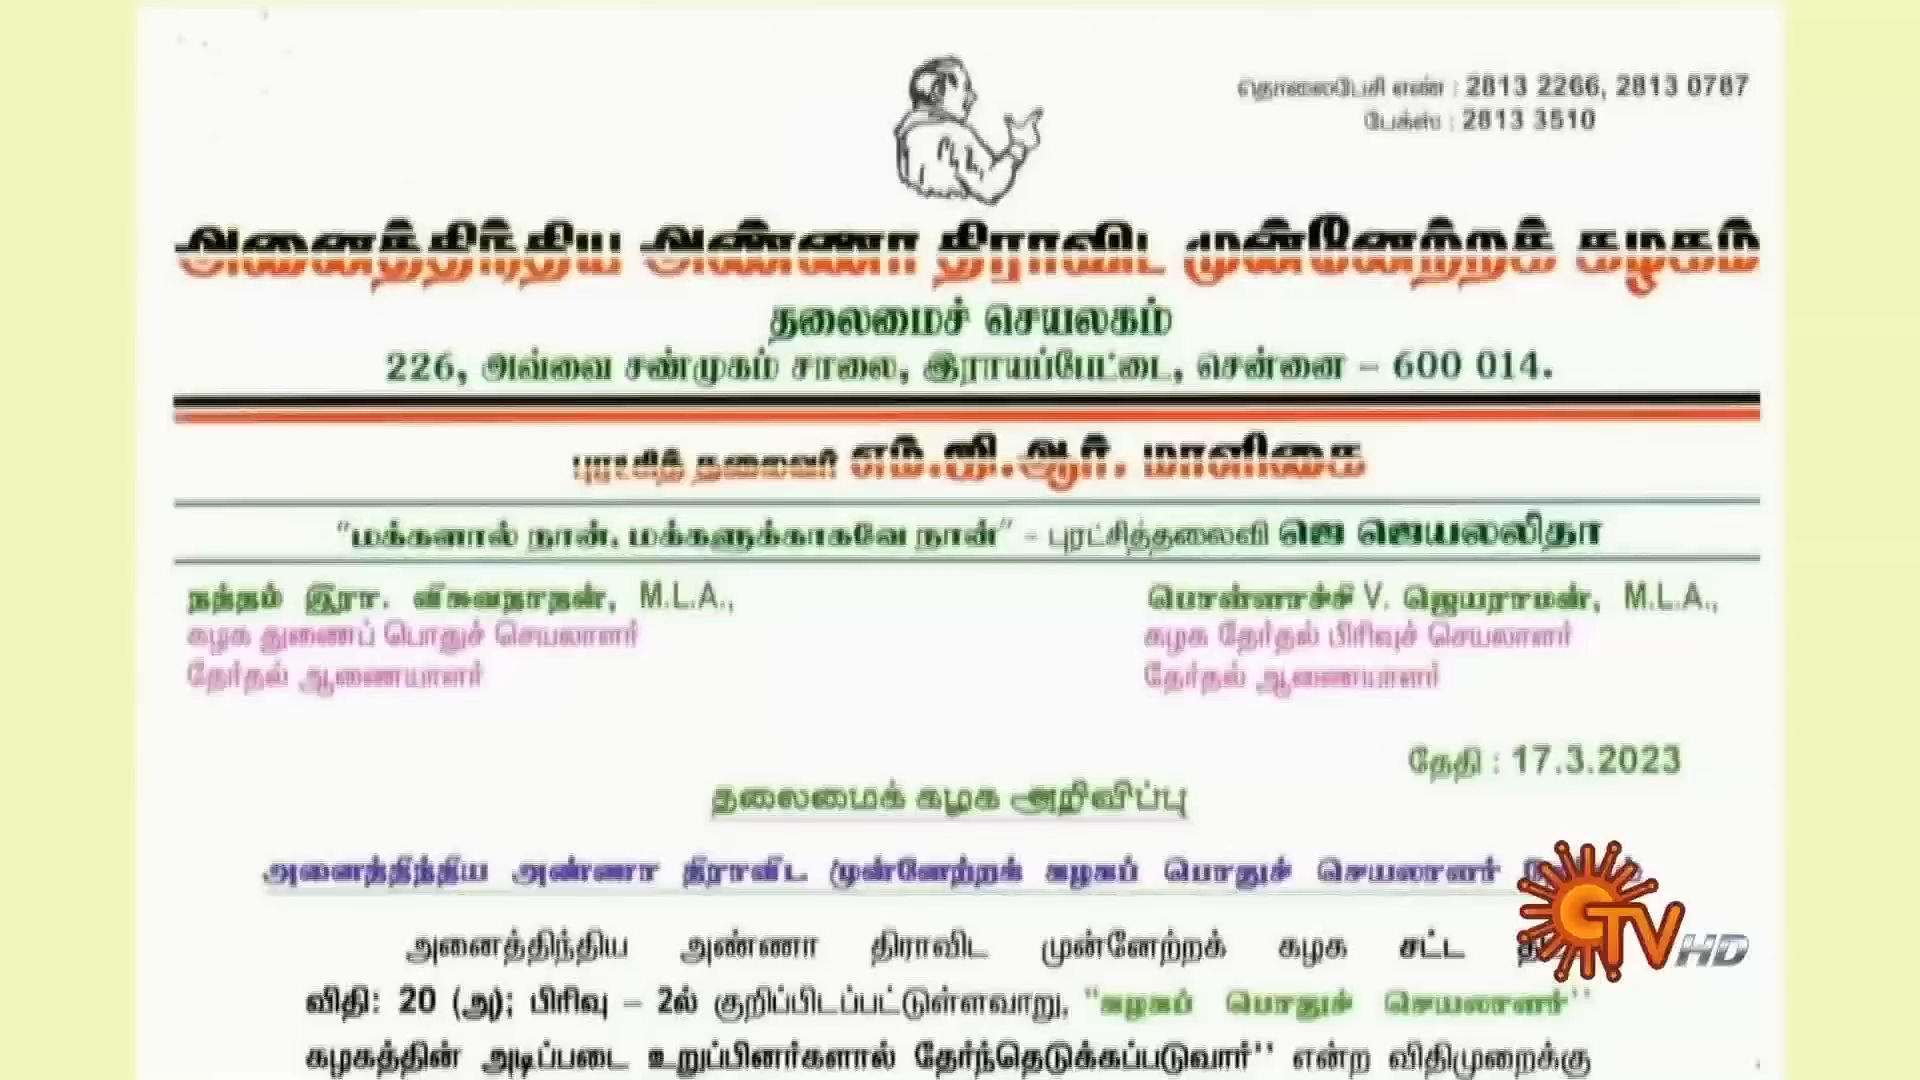 தொலைபேசி எண் : 2813 2266, 2813 0787
பேக்ஸ் : 2813 3510
அனைத்திந்திய அண்ணா திராவிட முன்னேற்றக் கழகம்
தலைமைச் செயலகம்
226, அவ்வை சண்முகம் சாலை, இராயப்பேட்டை, சென்னை – 600 014.
புரட்சித் தலைவர் எம்.ஜி.ஆர். மாளிகை
“மக்களால் நான், மக்களுக்காகவே நான்” – புரட்சித்தலைவி ஜெ ஜெயலலிதா
நத்தம் இரா. விசுவநாதன், M.L.A.,
கழக துணைப் பொதுச் செயலாளர்
தேர்தல் ஆணையாளர்
பொள்ளாச்சி V. ஜெயராமன், M.L.A.,
கழக தேர்தல் பிரிவுச் செயலாளர்
தேர்தல் ஆணையாளர்
தேதி : 17.3.2023
தலைமைக் கழக அறிவிப்பு
அனைத்திந்திய அண்ணா திராவிட முன்னேற்றக் கழகப் பொதுச் செயலாளர்
அனைத்திந்திய அண்ணா திராவிட முன்னேற்றக் கழக சட்ட
விதி: 20 (அ); பிரிவு – 2ல் குறிப்பிடப்பட்டுள்ளவாறு, "கழகப் பொதுச் செயலாளர்''
கழகத்தின் அடிப்படை உறுப்பினர்களால் தேர்ந்தெடுக்கப்படுவார்'' என்ற விதிமுறைக்கு
TV HD